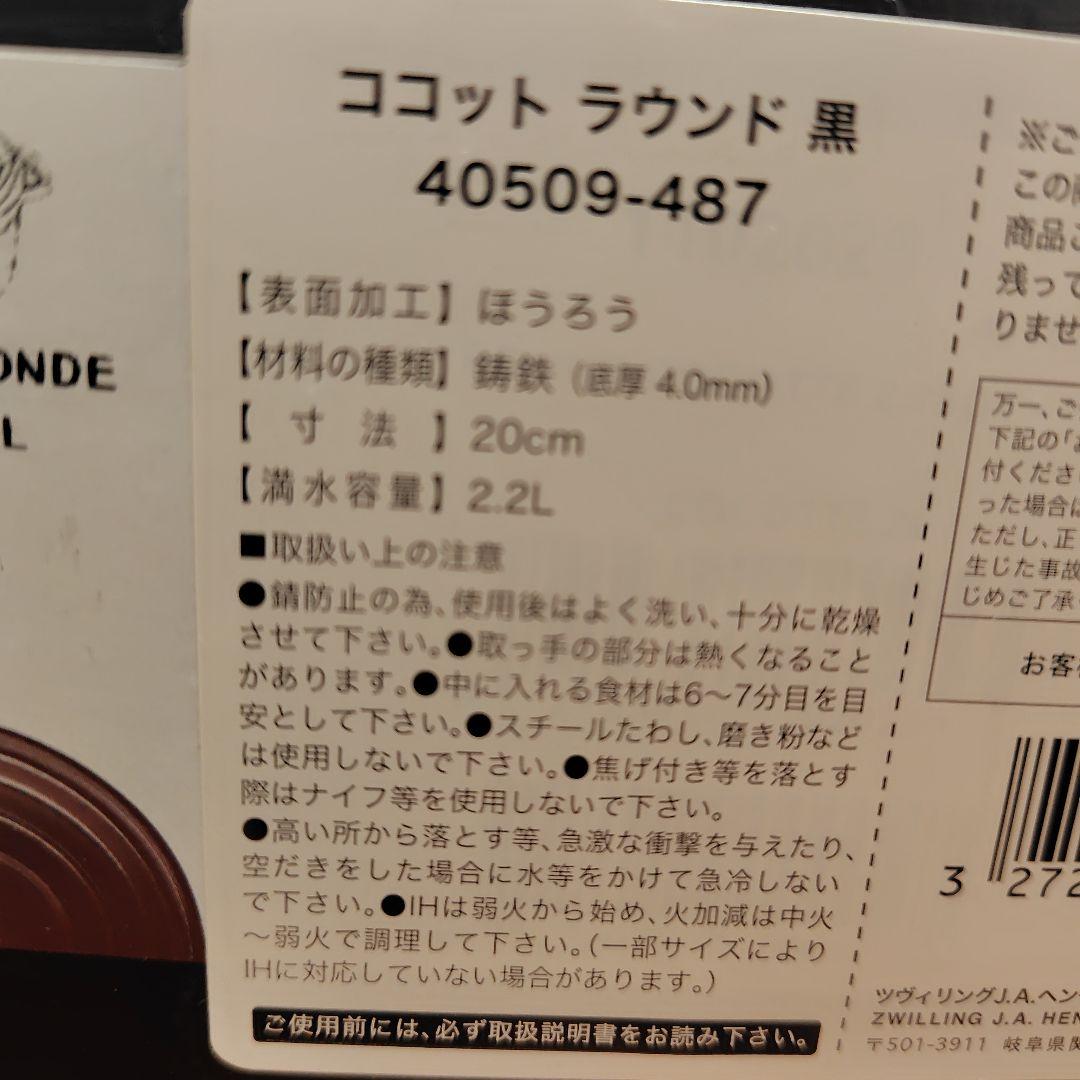 ONDE
L
ココット ラウンド 黒
40509-487
【表面加工】ほうろう
【材料の種類】鋳鉄（底厚 4.0mm）
【寸法】20cm
【満水容量】2.2L
■取扱い上の注意
●錆防止の為、使用後はよく洗い、十分に乾燥
させて下さい。●取っ手の部分は熱くなること
があります。●中に入れる食材は6〜7分目を目
安として下さい。●スチールたわし、磨き粉など
は使用しないで下さい。●焦げ付き等を落とす
際はナイフ等を使用しないで下さい。
●高い所から落とす等、急激な衝撃を与えたり、
空だきをした場合に水等をかけて急冷しない
で下さい。●IHは弱火から始め、火加減は中火
〜弱火で調理して下さい。（一部サイズにより
IHに対応していない場合があります。）
ご使用前には、必ず取扱説明書をお読み下さい。
※ご
この
商品
残って
りませ
万一、ご
下記の「
付くださ
った場合は
ただし、正
生じた事故
じめご了承
お客
3 272
ツヴィリングJ.A.ヘン
ZWILLING J.A. HEN
〒501-3911 岐阜県関